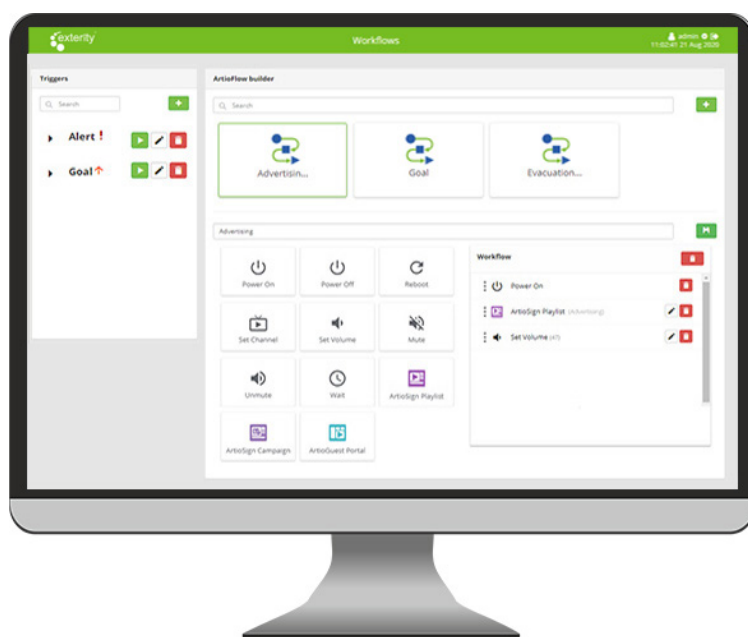 exterity
Workflows
admin
11:02:41 21 Aug 2020
Triggers
Search
Alert !
Goal
ArtioFlow builder
Search
Advertisin...
Goal
Evacuation...
Advertising
Power On
Power Off
Reboot
Set Channel
Set Volume
Mute
Unmute
Wait
ArtioSign Playlist
ArtioSign Campaign
ArtioGuest Portal
Workflow
Power On
ArtioSign Playlist (Advertising)
Set Volume (47)